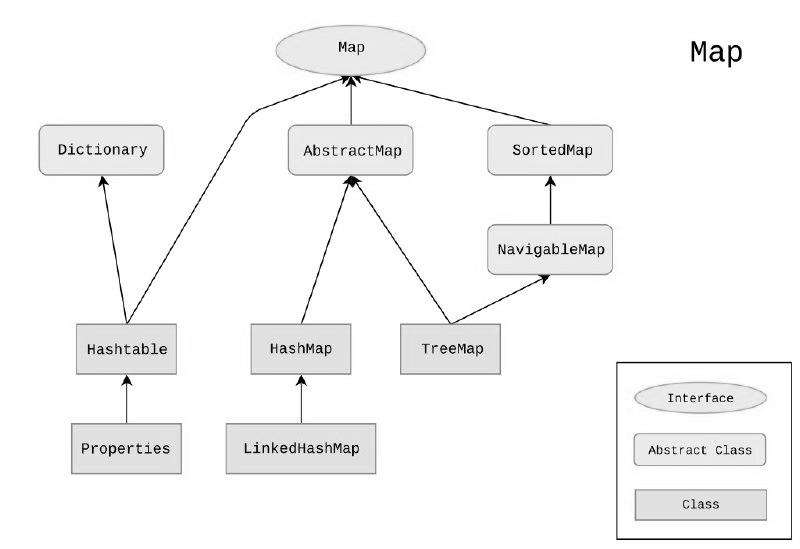 Map
Map
Dictionary
AbstractMap
SortedMap
NavigableMap
Hashtable
HashMap
TreeMap
Properties
LinkedHashMap
Interface
Abstract Class
Class